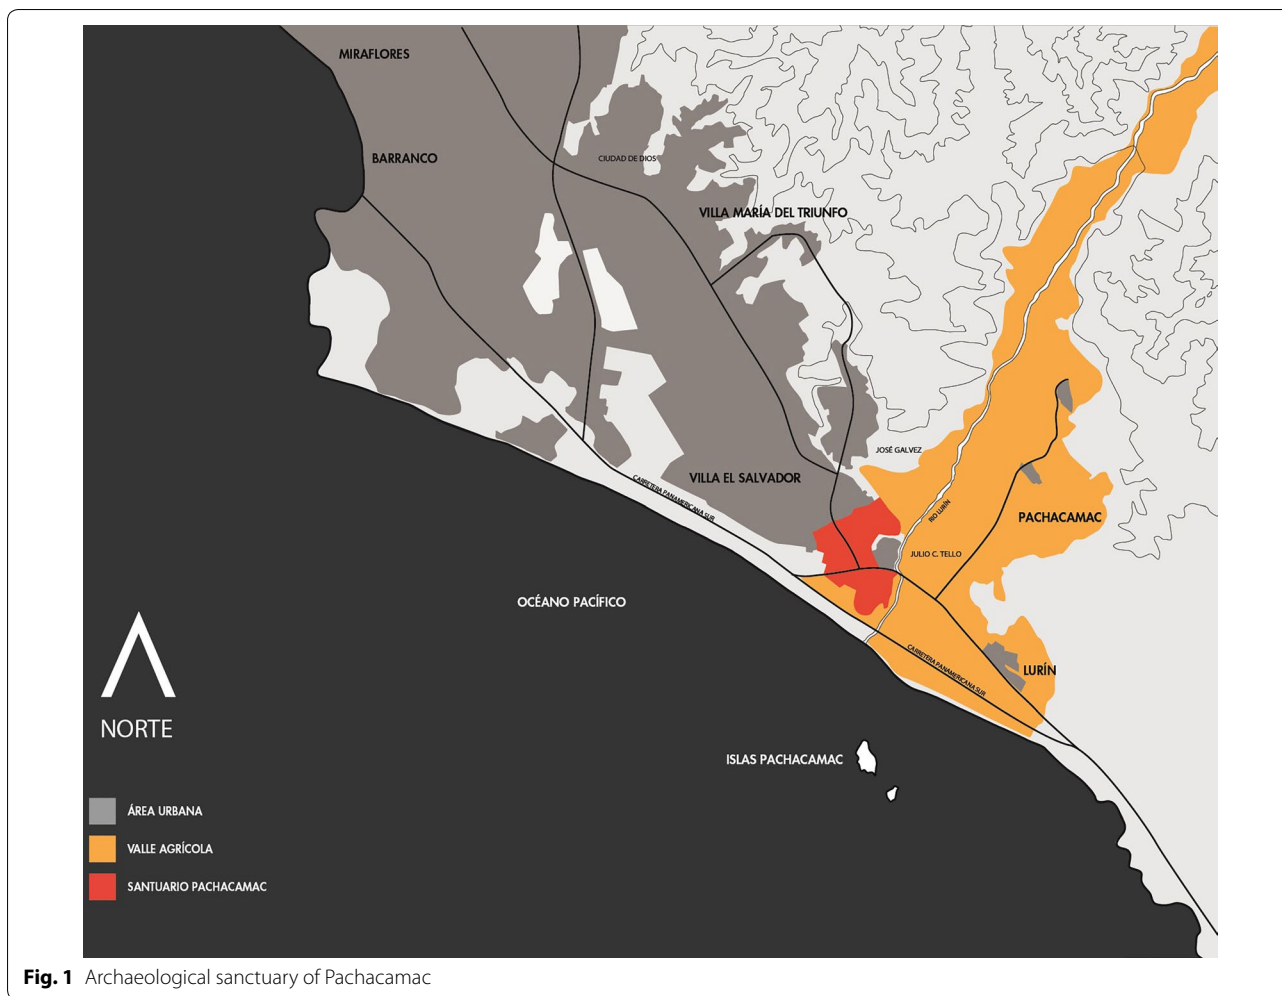 MIRAFLORES
BARRANCO
CIUDAD DE DIOS
VILLA MARÍA DEL TRIUNFO
JOSÉ GALVEZ
VILLA EL SALVADOR
CARRETERA PANAMERICANA SUR
RIO LURÍN
PACHACAMAC
JULIO C. TELLO
OCÉANO PACÍFICO
CARRETERA PANAMERICANA SUR
LURÍN
NORTE
ISLAS PACHACAMAC
ÁREA URBANA
VALLE AGRÍCOLA
SANTUARIO PACHACAMAC
Fig. 1 Archaeological sanctuary of Pachacamac